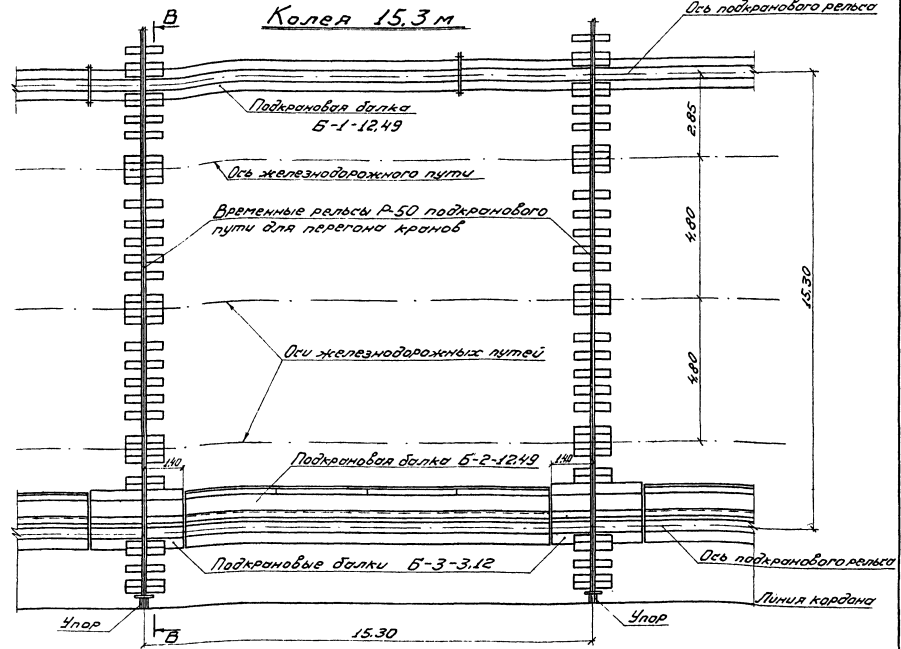 В
Колея 15.3 м
Ось подкранового рельса
Подкрановая балка
Б-1-12.49
2.85
Ось железнодорожного пути
Временные рельсы Р-50 подкранового
пути для перегона кранов
4.80
15.30
Оси железнодорожных путей
4.80
1.40
Подкрановая балка Б-2-12.49
1.40
Подкрановые балки Б-3-3.12
Ось подкранового рельса
Линия кордона
Упор
В
15.30
Упор